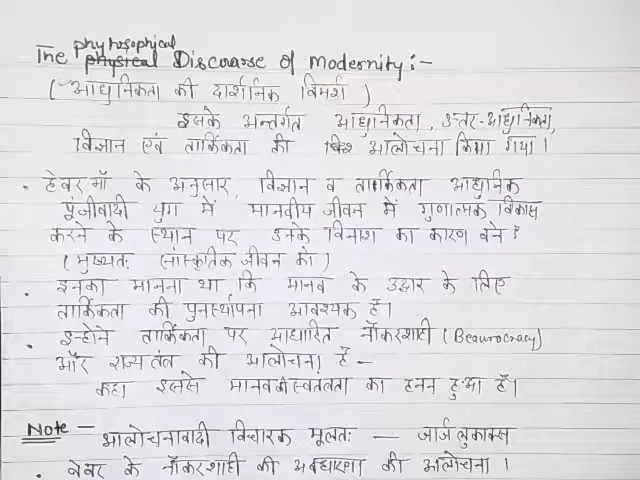 phylosophical
The physical Discourse of Modernity:-
( आधुनिकता की दार्शनिक विमर्श )
इसके अन्तर्गत आधुनिकता, उत्तर-आधुनिकता,
विज्ञान एवं तार्किकता की आलोचना किया गया।
• हेबरमाँ के अनुसार, विज्ञान व तार्किकता आधुनिक
पूंजीवादी युग में मानवीय जीवन में गुणात्मक विकास
करने के स्थान पर उनके विनाश का कारण बने?
( मुख्यतः सांस्कृतिक जीवन को )
• इनका मानना था कि मानव के उद्धार के लिए
तार्किकता की पुनर्स्थापना आवश्यक है।
• इन्होने तार्किकता पर आधारित नौकरशाही (Beaurocracy)
और राज्यतंत्र की आलोचना है –
कहा इससे मानव की स्वतंत्रता का हनन हुआ है।
Note – आलोचनावादी विचारक मूलतः — जार्ज लुकाक्स
• वेबर के नौकरशाही की अवधारणा की आलोचना।